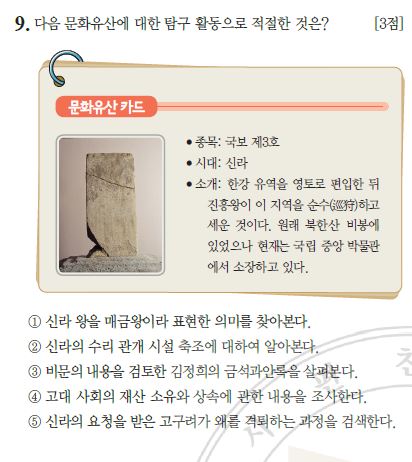 9. 다음 문화유산에 대한 탐구 활동으로 적절한 것은? [3점]
문화유산 카드
• 종목: 국보 제3호
• 시대: 신라
• 소개: 한강 유역을 영토로 편입한 뒤
진흥왕이 이 지역을 순수(巡狩)하고
세운 것이다. 원래 북한산 비봉에
있었으나 현재는 국립 중앙 박물관
에서 소장하고 있다.
① 신라 왕을 매금왕이라 표현한 의미를 찾아본다.
② 신라의 수리 관개 시설 축조에 대하여 알아본다.
③ 비문의 내용을 검토한 김정희의 금석과안록을 살펴본다.
④ 고대 사회의 재산 소유와 상속에 관한 내용을 조사한다.
⑤ 신라의 요청을 받은 고구려가 왜를 격퇴하는 과정을 검색한다.